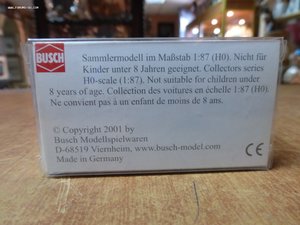 BUSCH
Sammlermodell im Maßstab 1:87 (H0). Nicht für
Kinder unter 8 Jahren geeignet. Collectors series
H0-scale (1:87). Not suitable for children under
8 years of age. Collection des voitures en échelle 1:87 (H0).
Ne convient pas à un enfant de moins de 8 ans.
© Copyright 2001 by
Busch Modellspielwaren
D-68519 Viernheim, www.busch-model.com
Made in Germany
CE